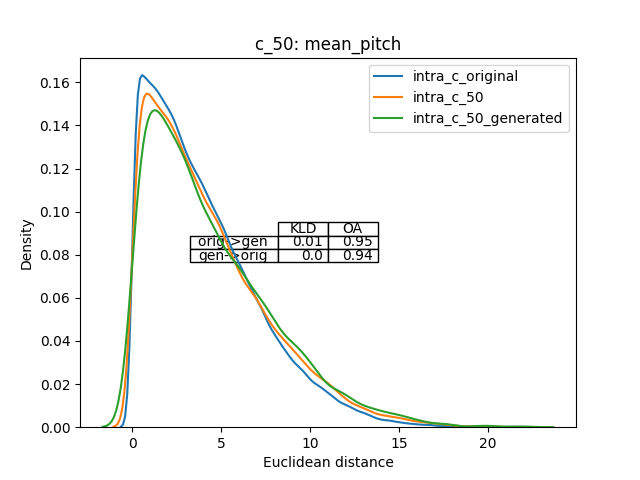 c_50: mean_pitch
intra_c_original
intra_c_50
intra_c_50_generated
0.16
0.14
0.12
0.10
0.08
0.06
0.04
0.02
0.00
Density
KLD OA
orig->gen 0.01 0.95
gen->orig 0.0 0.94
0 5 10 15 20
Euclidean distance